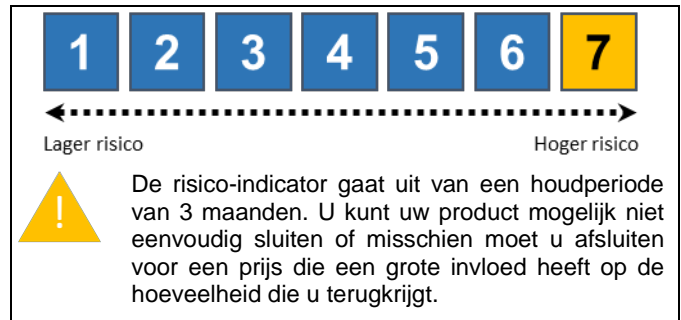 1 2 3 4 5 6 7
Lager risico Hoger risico
!
De risico-indicator gaat uit van een houdperiode
van 3 maanden. U kunt uw product mogelijk niet
eenvoudig sluiten of misschien moet u afsluiten
voor een prijs die een grote invloed heeft op de
hoeveelheid die u terugkrijgt.